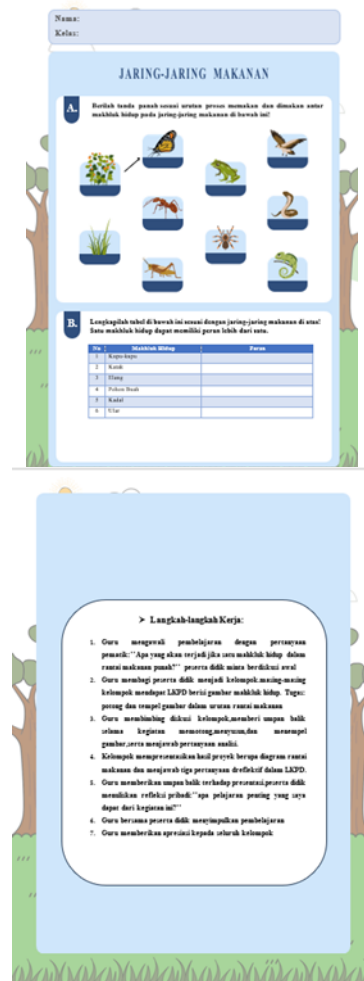 Nama:
Kelas:
JARING-JARING MAKANAN
A.
Berilah tanda panah sesuai urutan proses memakan dan dimakan antar
makhluk hidup pada jaring-jaring makanan di bawah ini!
B.
Lengkapilah tabel di bawah ini sesuai dengan jaring-jaring makanan di atas!
Satu makhluk hidup dapat memiliki peran lebih dari satu.
No Makhluk Hidup Peran
1 Kupu-kupu
2 Katak
3 Elang
4 Pohon Buah
5 Kadal
6 Ular
➢ Langkah-langkah Kerja:
1. Guru mengawali pembelajaran dengan pertanyaan
pemantik:"Apa yang akan terjadi jika satu makhluk hidup dalam
rantai makanan punah?" peserta didik minta berdiskusi awal
2. Guru membagi peserta didik menjadi kelompok.masing-masing
kelompok mendapat LKPD berisi gambar makhluk hidup. Tugas:
potong dan tempel gambar dalam urutan rantai makanan
3. Guru membimbing diskusi kelompok,memberi umpan balik
selama kegiatan memotong,menyusun,dan menempel
gambar,serta menjawab pertanyaan analisi.
4. Kelompok mempresentasikan hasil proyek berupa diagram rantai
makanan dan menjawab tiga pertanyaan dreflektif dalam LKPD.
5. Guru memberikan umpan balik terhadap presentasi.peserta didik
menuliskan refleksi pribadi:"apa pelajaran penting yang saya
dapat dari kegiatan ini?"
6. Guru bersama peserta didik menyimpulkan pembelajaran
7. Guru memberikan apresiasi kepada seluruh kelompok